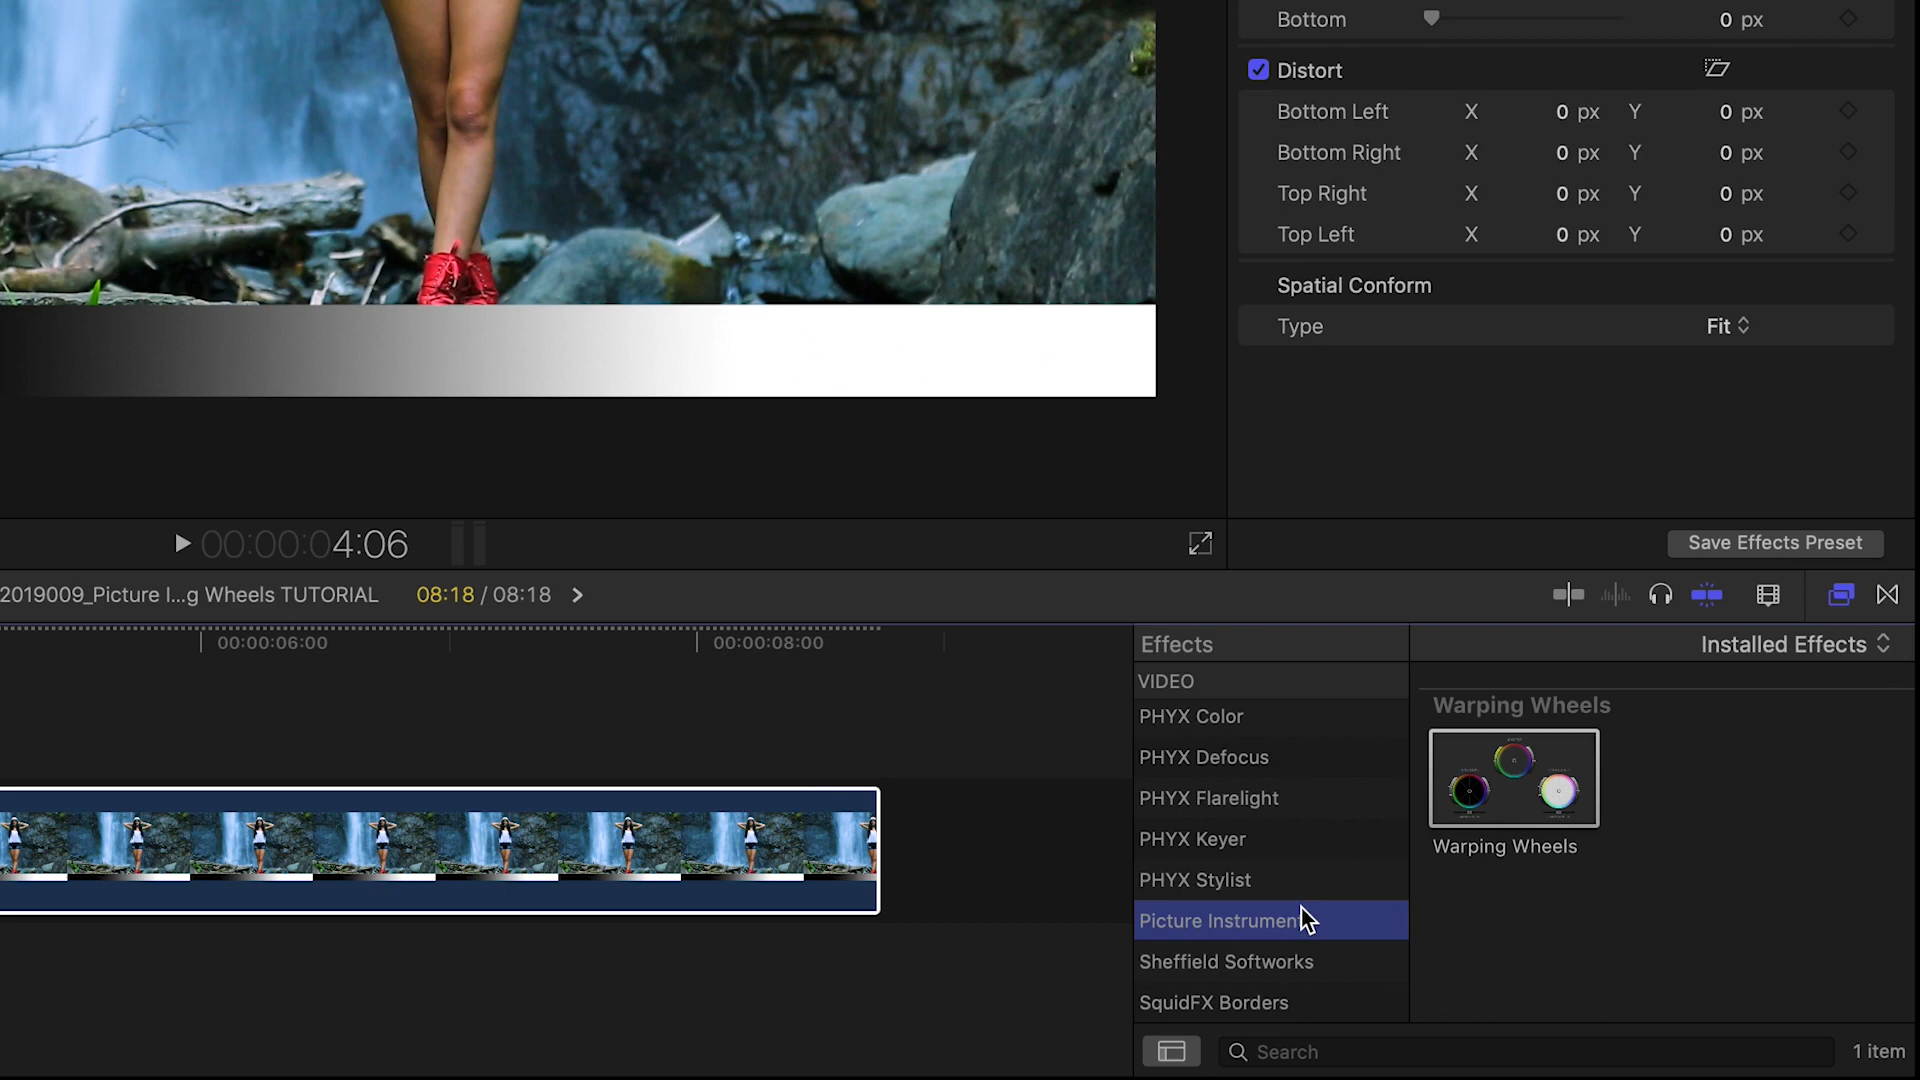 Bottom 0 px
Distort
Bottom Left X 0 px Y 0 px
Bottom Right X 0 px Y 0 px
Top Right X 0 px Y 0 px
Top Left X 0 px Y 0 px
Spatial Conform
Type Fit
00:00:04:06
Save Effects Preset
2019009_Picture I...g Wheels TUTORIAL 08:18 / 08:18
00:00:06:00 00:00:08:00
Effects Installed Effects
VIDEO
PHYX Color
PHYX Defocus
PHYX Flarelight
PHYX Keyer
PHYX Stylist
Picture Instrument
Sheffield Softworks
SquidFX Borders
Warping Wheels
Warping Wheels
Search 1 item